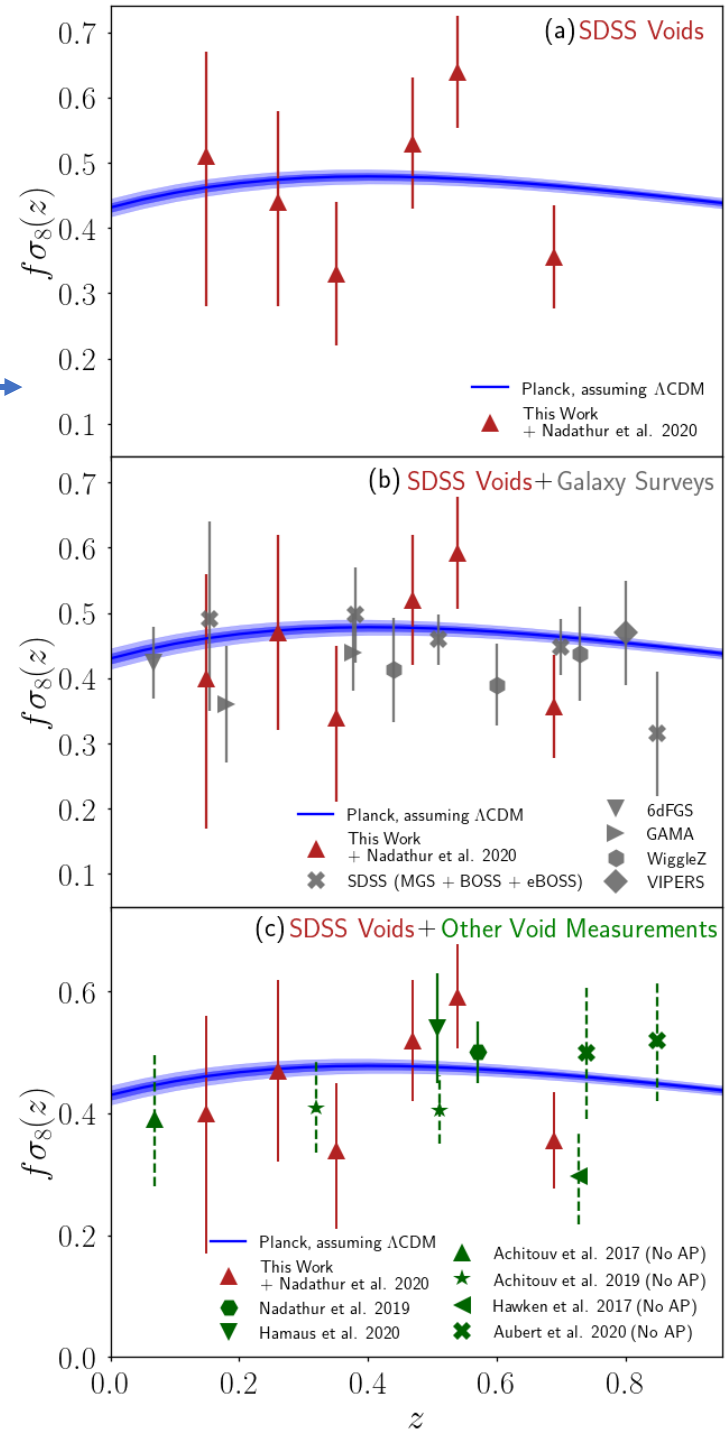 (a) SDSS Voids
0.7
0.6
0.5
0.4
0.3
0.2
0.1
fσ₈(z)
Planck, assuming ΛCDM
This Work
+ Nadathur et al. 2020
(b) SDSS Voids + Galaxy Surveys
0.7
0.6
0.5
0.4
0.3
0.2
0.1
fσ₈(z)
Planck, assuming ΛCDM
This Work
+ Nadathur et al. 2020
SDSS (MGS + BOSS + eBOSS)
6dFGS
GAMA
WiggleZ
VIPERS
(c) SDSS Voids + Other Void Measurements
0.6
0.4
0.2
0.0
fσ₈(z)
Planck, assuming ΛCDM
This Work
+ Nadathur et al. 2020
Nadathur et al. 2019
Hamaus et al. 2020
Achitouv et al. 2017 (No AP)
Achitouv et al. 2019 (No AP)
Hawken et al. 2017 (No AP)
Aubert et al. 2020 (No AP)
0.0 0.2 0.4 0.6 0.8
z